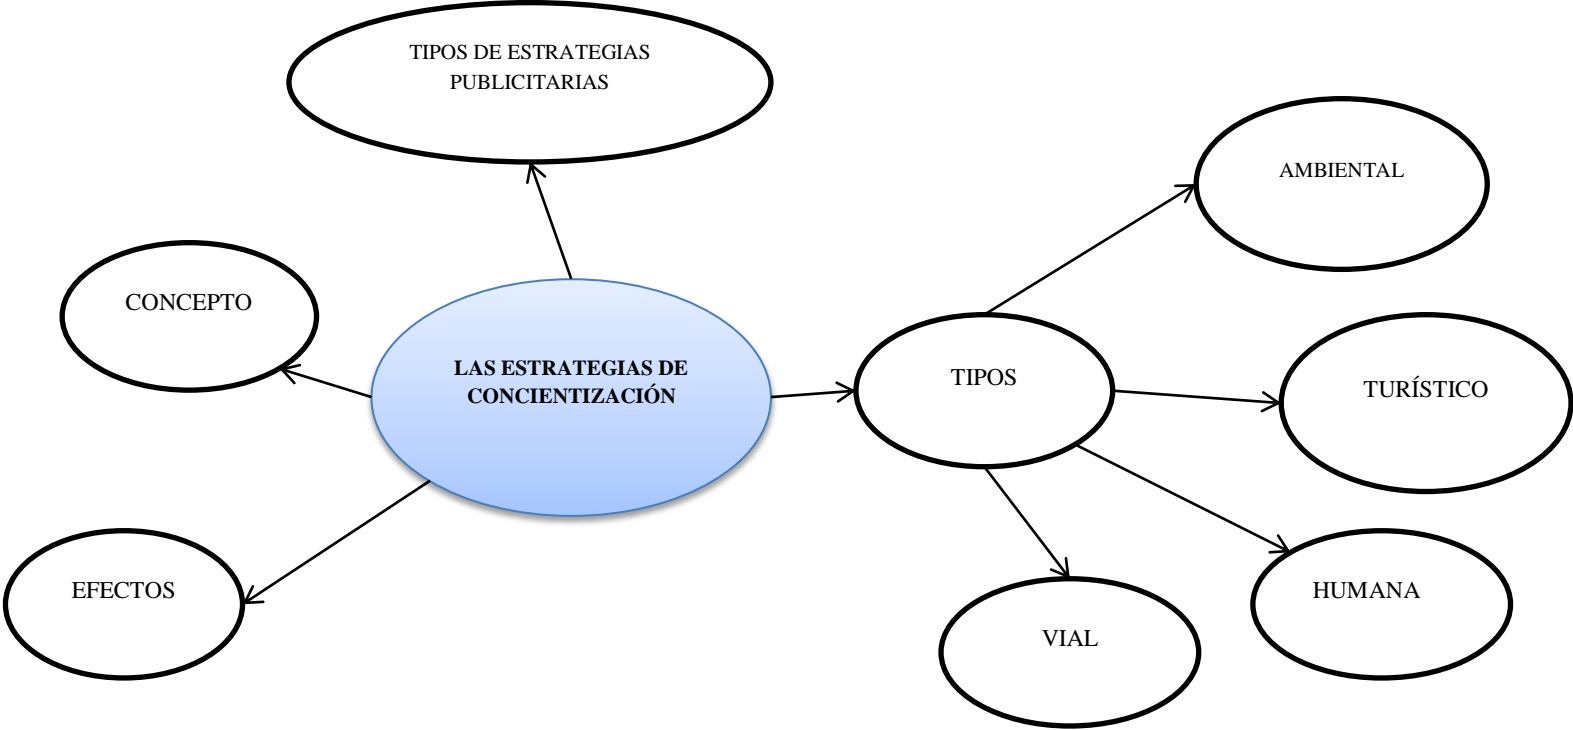 TIPOS DE ESTRATEGIAS
PUBLICITARIAS
AMBIENTAL
CONCEPTO
LAS ESTRATEGIAS DE
CONCIENTIZACIÓN
TIPOS
TURÍSTICO
EFECTOS
HUMANA
VIAL